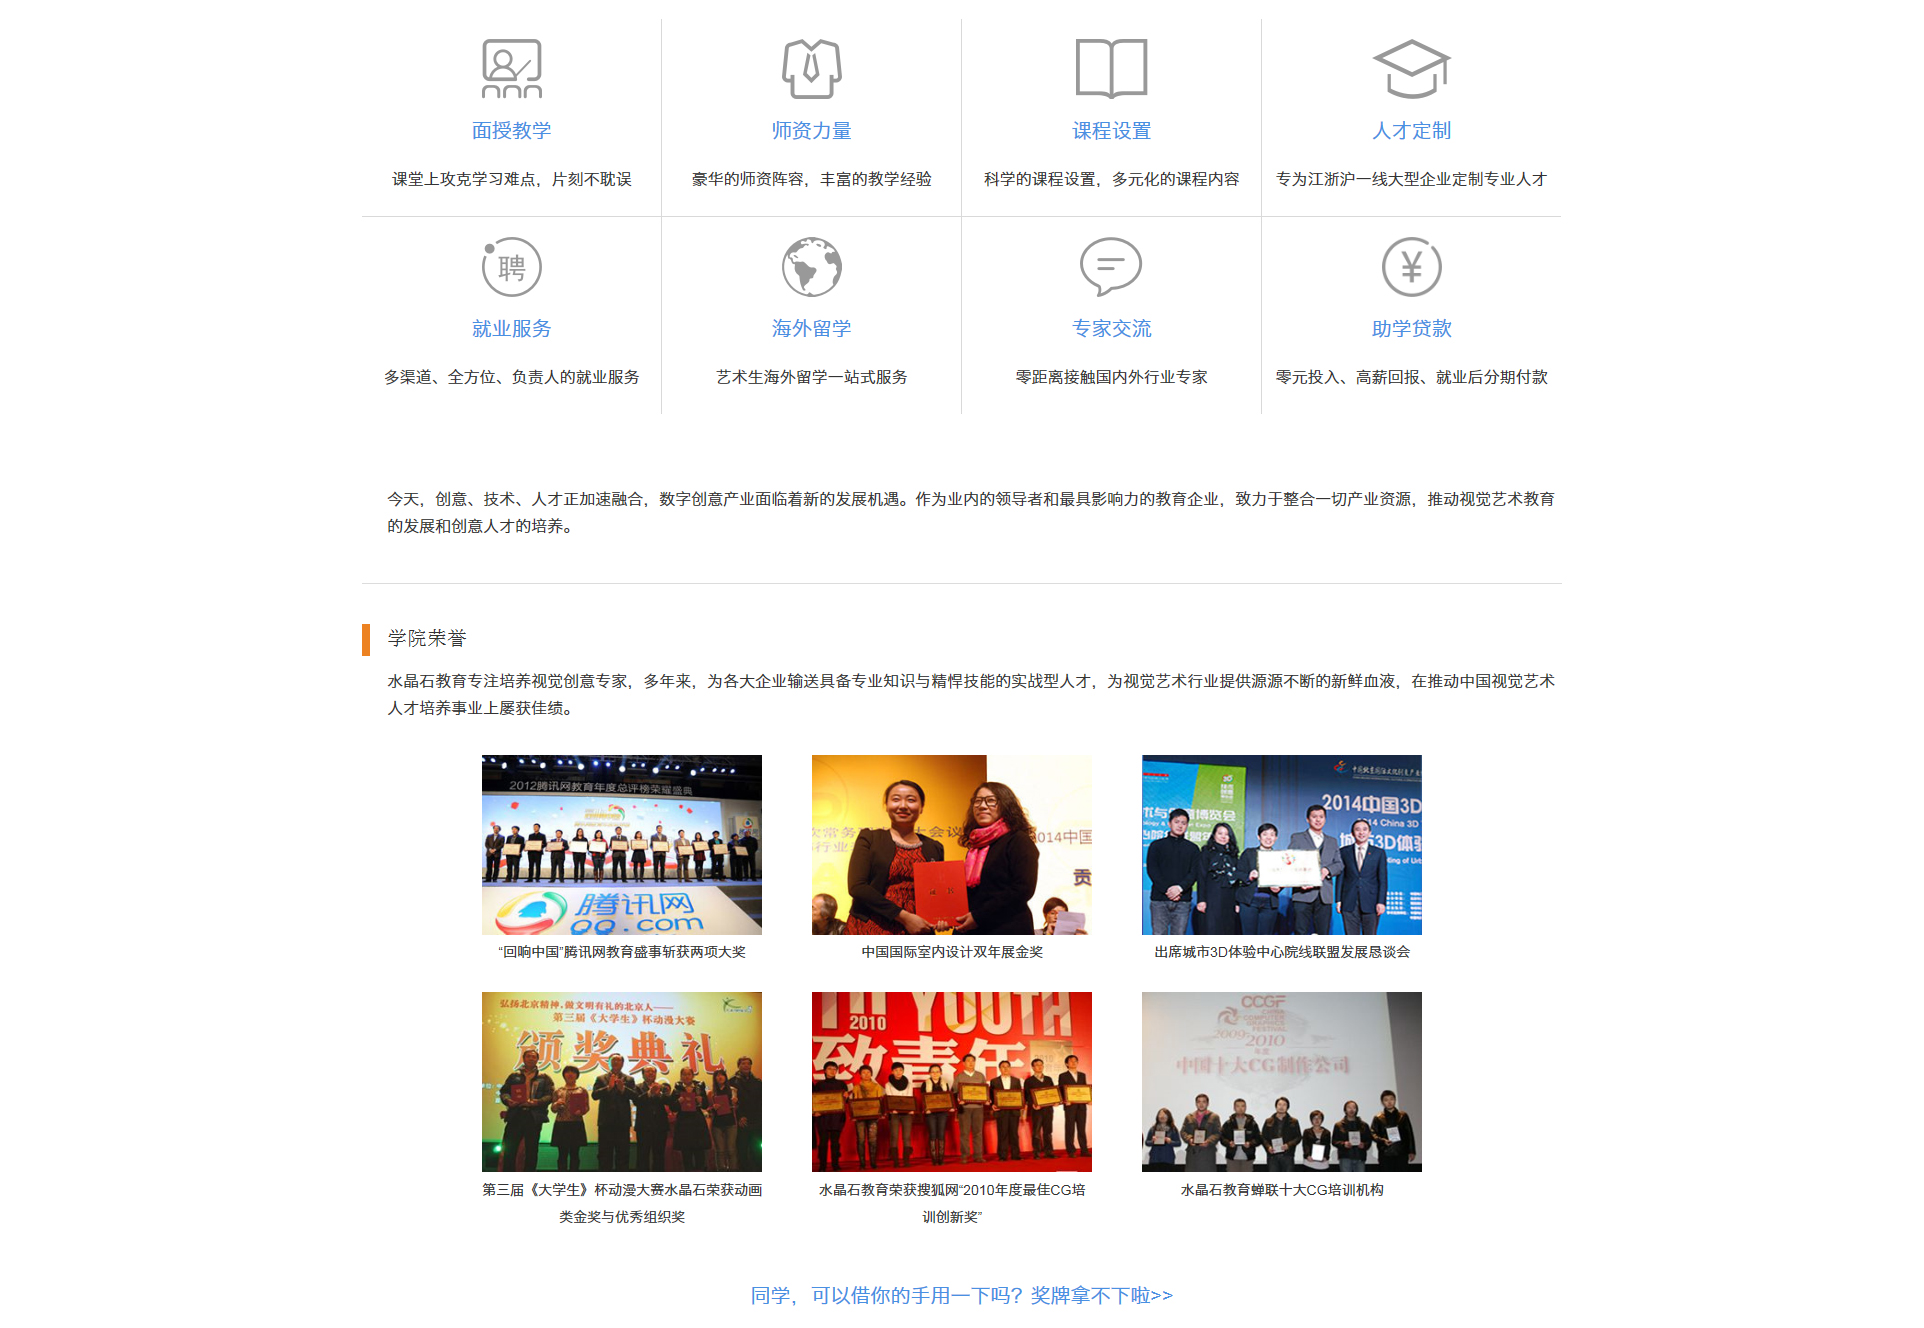 面授教学
师资力量
课程设置
人才定制
课堂上攻克学习难点，片刻不耽误
豪华的师资阵容，丰富的教学经验
科学的课程设置，多元化的课程内容
专为江浙沪一线大型企业定制专业人才
聘
¥
就业服务
海外留学
专家交流
助学贷款
多渠道、全方位、负责人的就业服务
艺术生海外留学一站式服务
零距离接触国内外行业专家
零元投入、高薪回报、就业后分期付款
今天，创意、技术、人才正加速融合，数字创意产业面临着新的发展机遇。作为业内的领导者和最具影响力的教育企业，致力于整合一切产业资源，推动视觉艺术教育
的发展和创意人才的培养。
学院荣誉
水晶石教育专注培养视觉创意专家，多年来，为各大企业输送具备专业知识与精悍技能的实战型人才，为视觉艺术行业提供源源不断的新鲜血液，在推动中国视觉艺术
人才培养事业上屡获佳绩。
2012腾讯网教育年度总评榜荣耀盛典
腾讯网
QQ.com
大会议
2014中国
贡
2014中国3D
2014 China 3D
城市3D体验
“回响中国”腾讯网教育盛事斩获两项大奖
中国国际室内设计双年展金奖
出席城市3D体验中心院线联盟发展恳谈会
弘扬北京精神，做文明有礼的北京人——
第三届《大学生》杯动漫大赛
颁奖典礼
YOUTH
2010
致青年
CCGF
CHINA
COMPUTER
GRAPHICS
FESTIVAL
2009-2010
年度
中国十大CG制作公司
第三届《大学生》杯动漫大赛水晶石荣获动画
类金奖与优秀组织奖
水晶石教育荣获搜狐网“2010年度最佳CG培
训创新奖”
水晶石教育蝉联十大CG培训机构
同学，可以借你的手用一下吗？奖牌拿不下啦>>